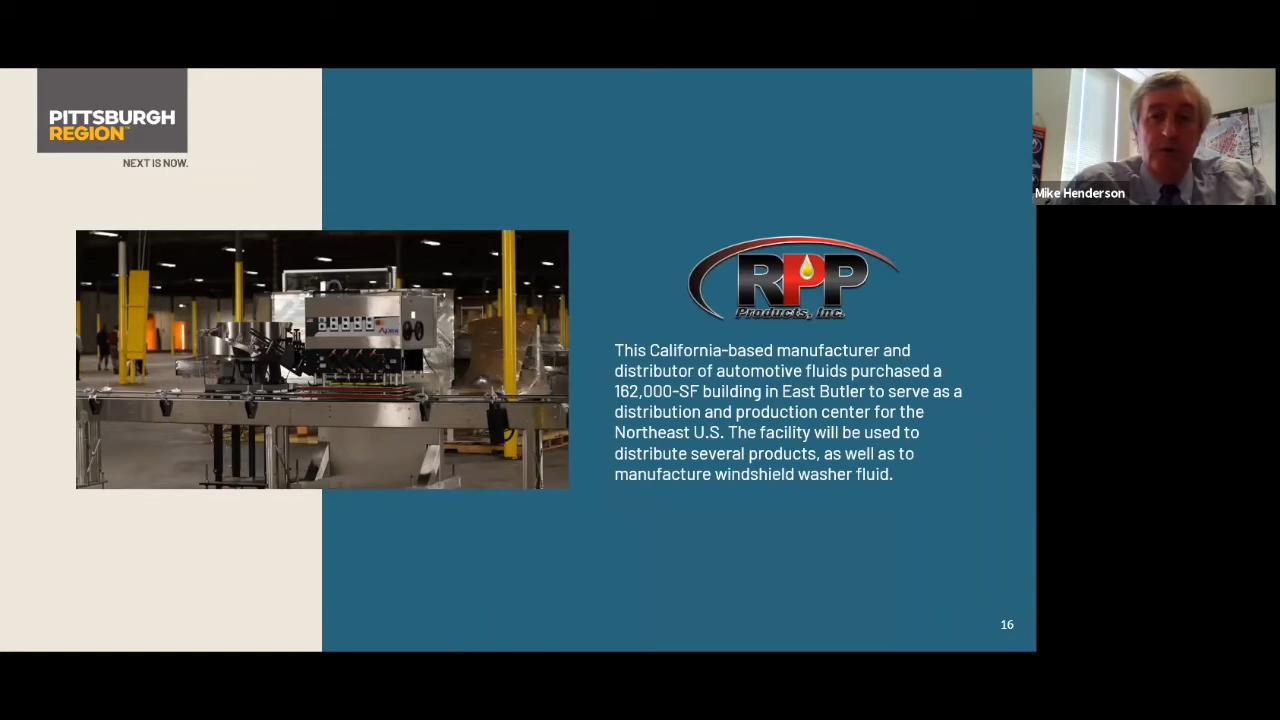 PITTSBURGH
REGION™
NEXT IS NOW.
Mike Henderson
RPP
Products, Inc.
This California-based manufacturer and
distributor of automotive fluids purchased a
162,000-SF building in East Butler to serve as a
distribution and production center for the
Northeast U.S. The facility will be used to
distribute several products, as well as to
manufacture windshield washer fluid.
16